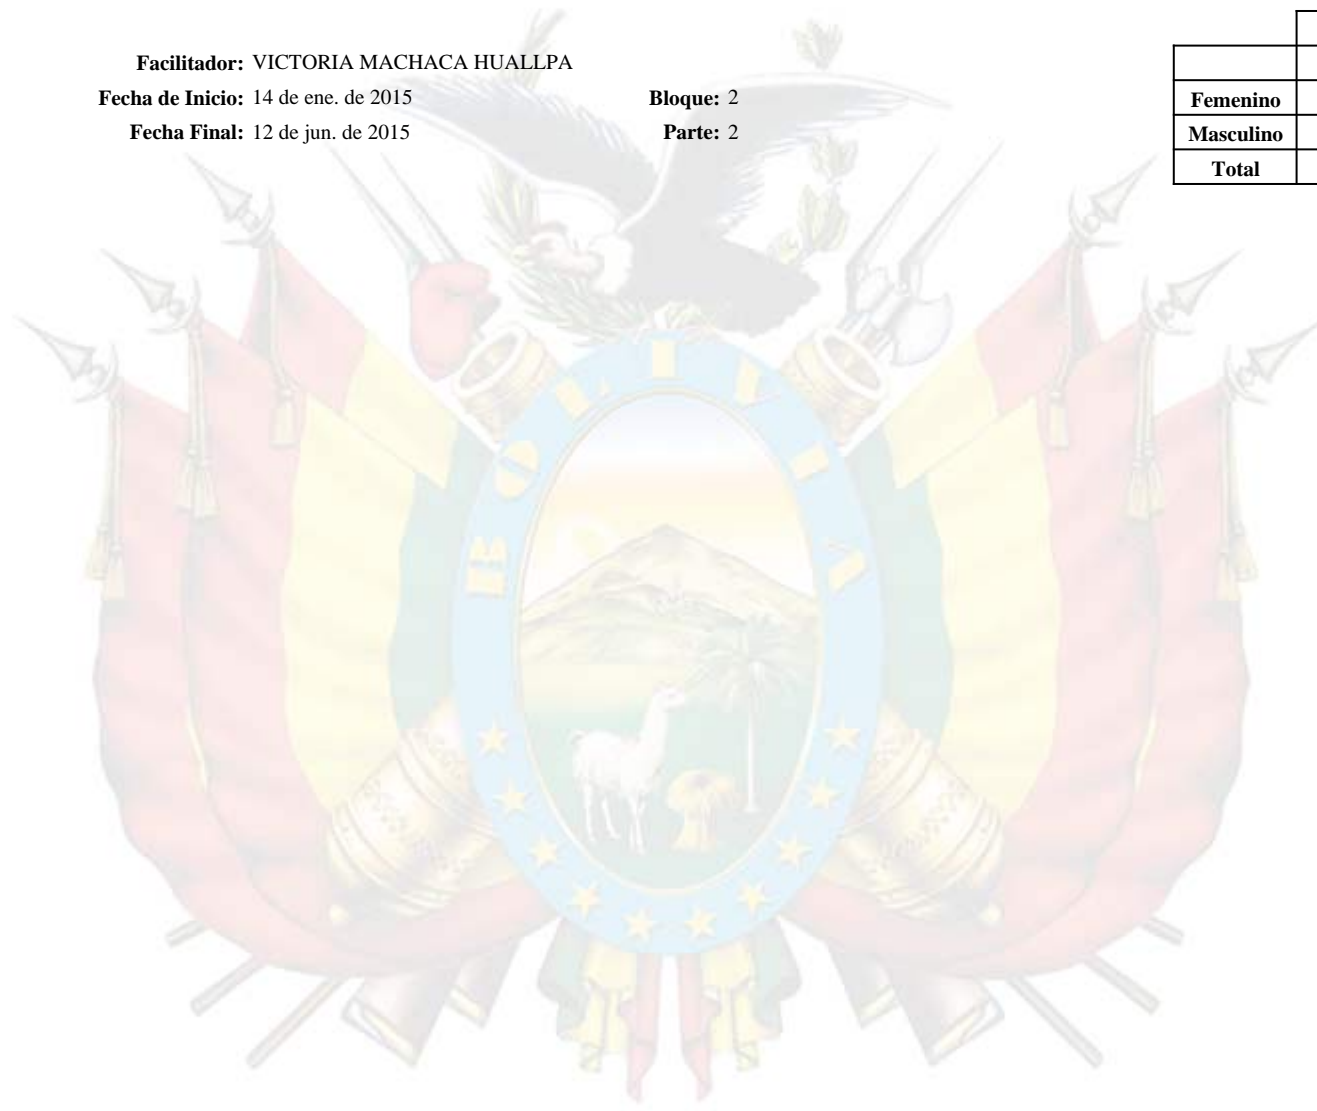 Facilitador: VICTORIA MACHACA HUALLPA
Fecha de Inicio: 14 de ene. de 2015 Bloque: 2
Fecha Final: 12 de jun. de 2015 Parte: 2
Femenino
Masculino
Total
BOLIVIA